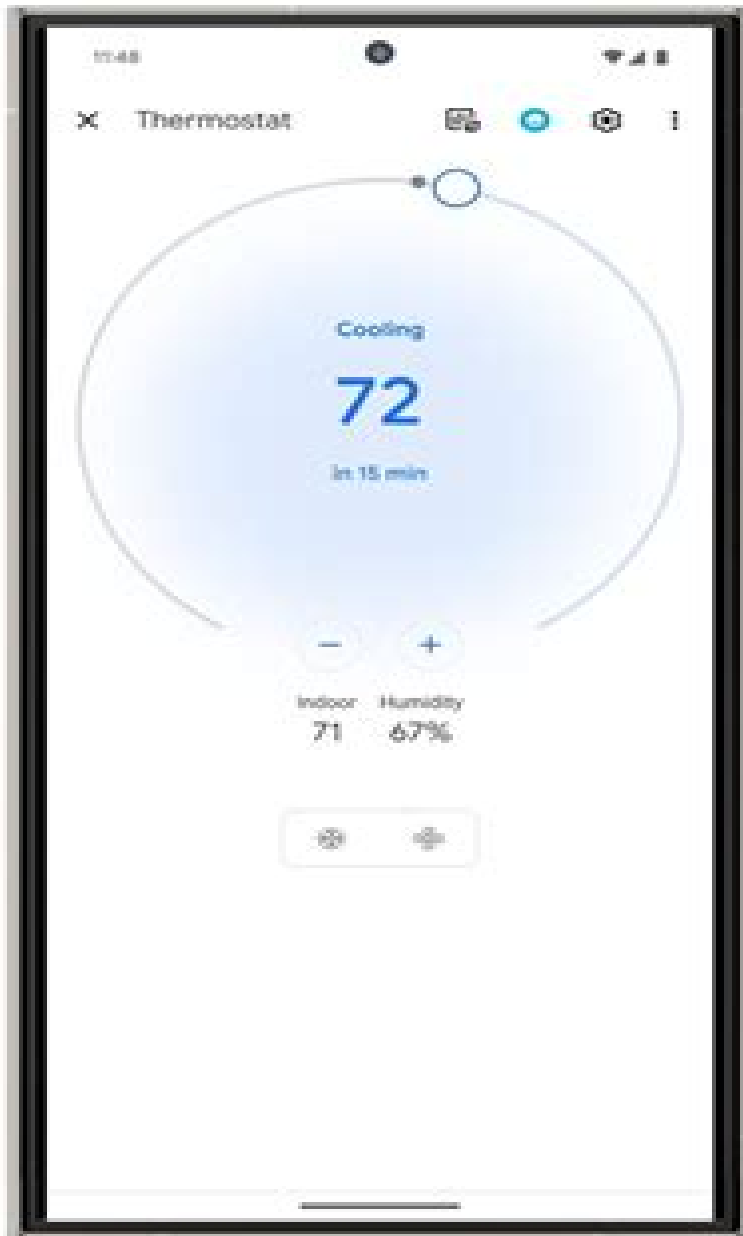 11:48
Thermostat
Cooling
72
in 15 min
− +
Indoor Humidity
71 67%